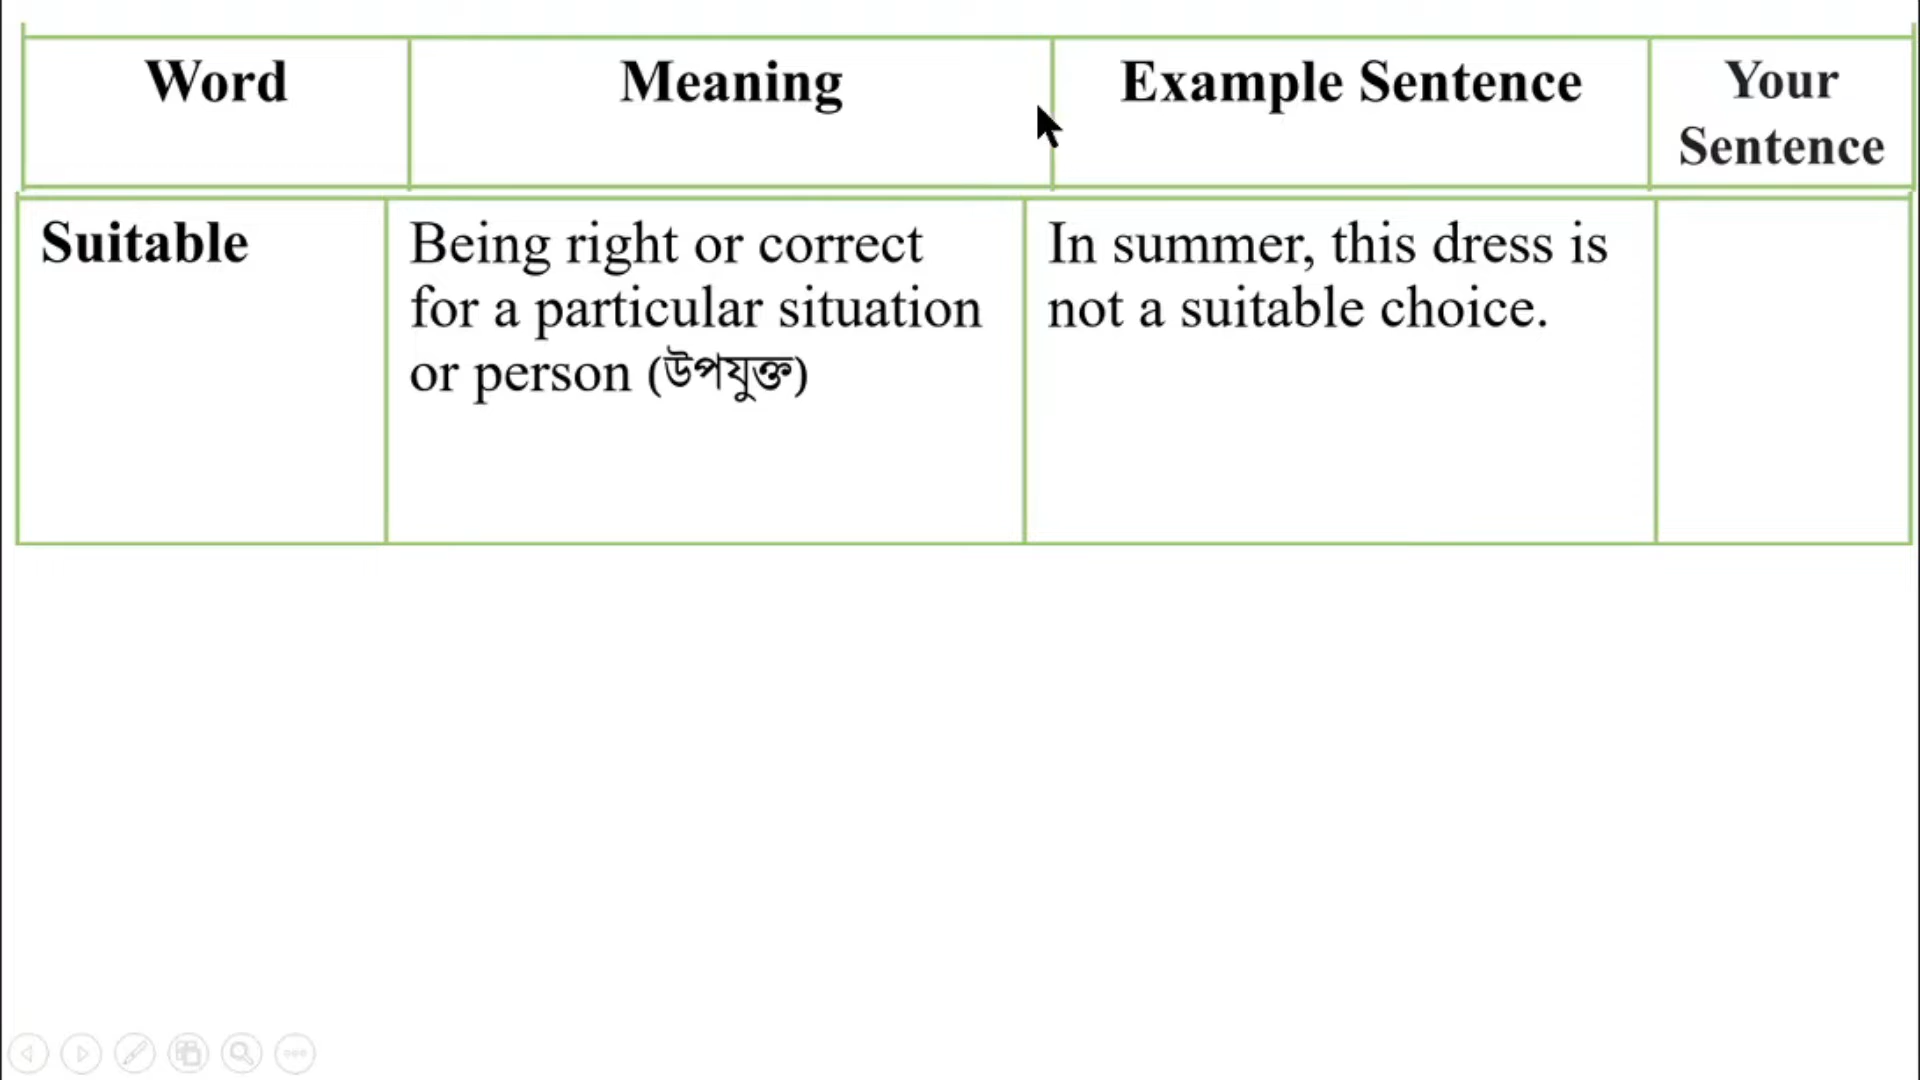 Word
Meaning
Example Sentence
Your
Sentence
Suitable
Being right or correct
for a particular situation
or person (উপযুক্ত)
In summer, this dress is
not a suitable choice.